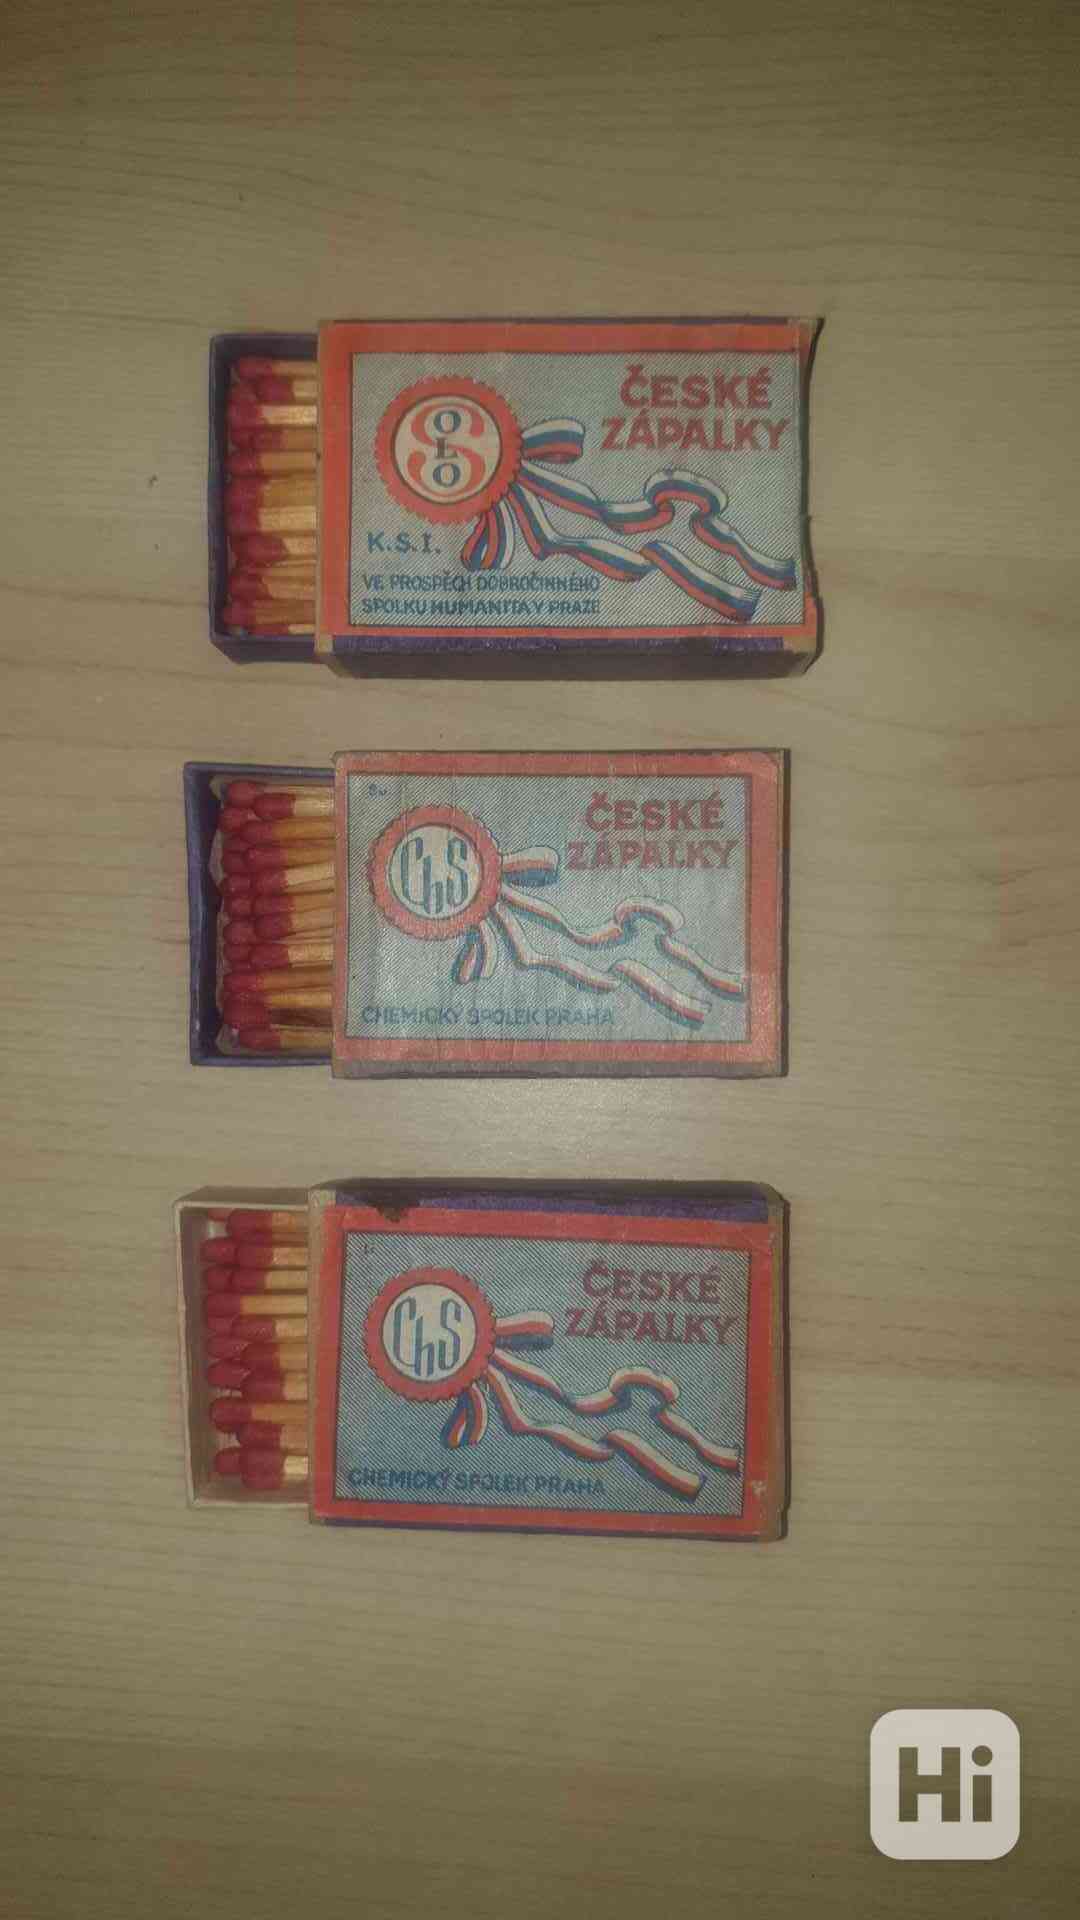 SOLO
ČESKÉ
ZÁPALKY
K.S.I.
VE PROSPĚCH DOBROČINNÉHO
SPOLKU HUMANITA V PRAZE
ChS
ČESKÉ
ZÁPALKY
CHEMICKÝ SPOLEK PRAHA
ChS
ČESKÉ
ZÁPALKY
CHEMICKÝ SPOLEK PRAHA
Hi